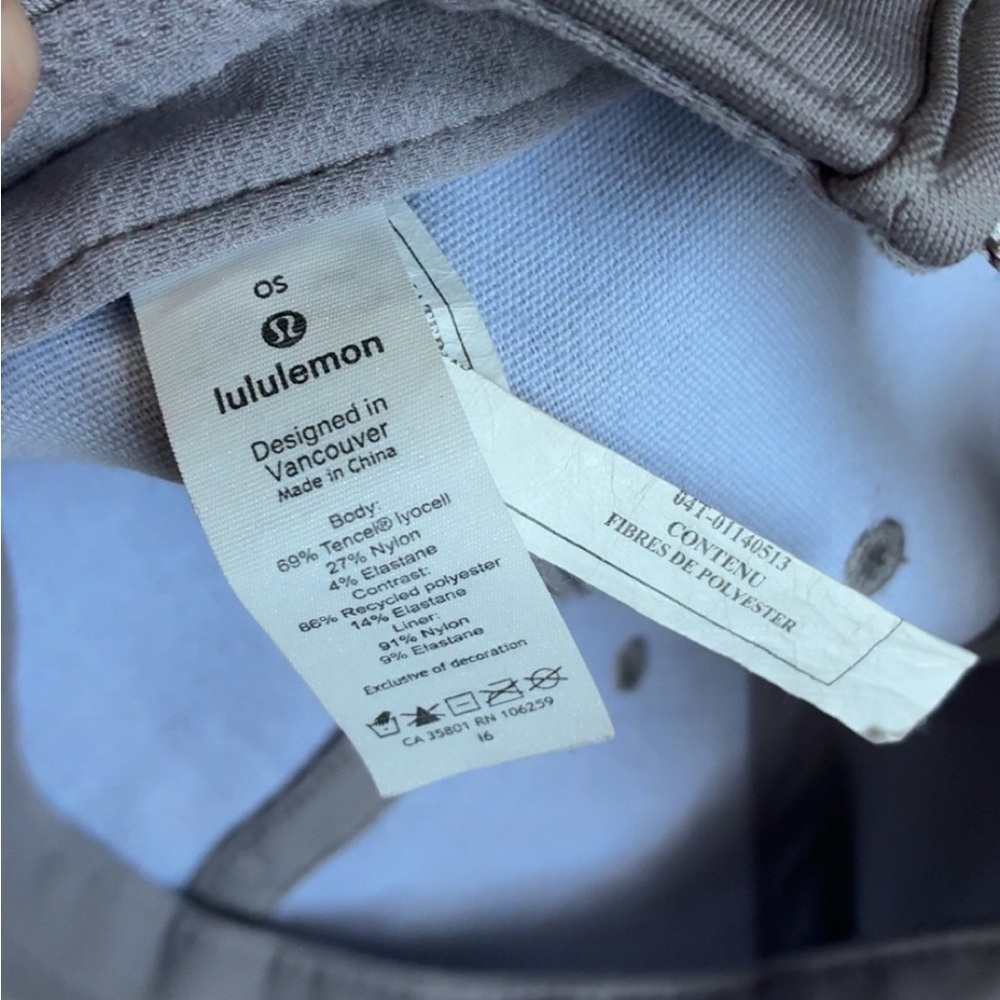 OS
lululemon
Designed in
Vancouver
Made in China
Body:
69% Tencel® lyocell
27% Nylon
4% Elastane
Contrast:
86% Recycled polyester
14% Elastane
Liner:
91% Nylon
9% Elastane
Exclusive of decoration
CA 35801 RN 106259
16
04T-01140513
CONTENU
FIBRES DE POLYESTER